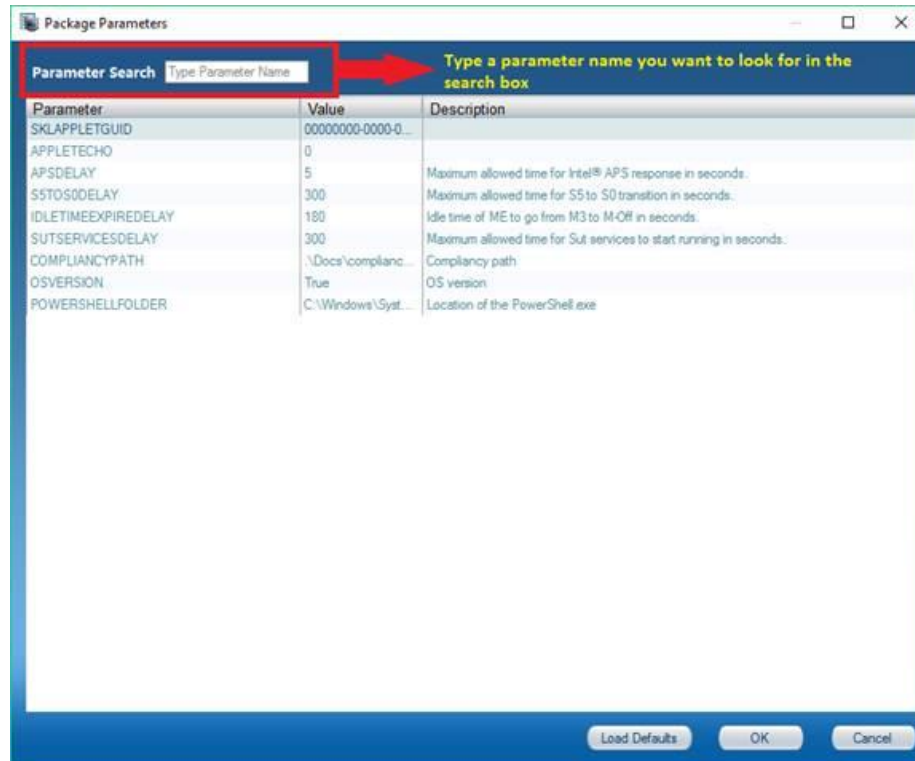 Package Parameters
Parameter Search Type Parameter Name
Type a parameter name you want to look for in the
search box
Parameter Value Description
SKLAPPLETGUID 00000000-0000-0...
APPLETECHO 0
APSDELAY 5 Maximum allowed time for Intel® APS response in seconds.
S5TOS0DELAY 300 Maximum allowed time for S5 to S0 transition in seconds.
IDLETIMEEXPIREDELAY 180 Idle time of ME to go from M3 to M-Off in seconds.
SUTSERVICESDELAY 300 Maximum allowed time for Sut services to start running in seconds.
COMPLIANCYPATH .\Docs\complianc... Compliancy path
OSVERSION True OS version
POWERSHELLFOLDER C:\Windows\Syst... Location of the PowerShell.exe
Load Defaults OK Cancel